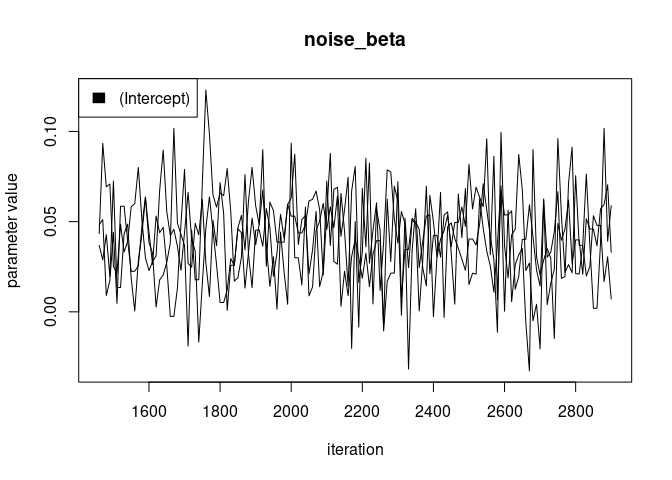 noise_beta
(Intercept)
parameter value
0.10
0.05
0.00
1600 1800 2000 2200 2400 2600 2800
iteration